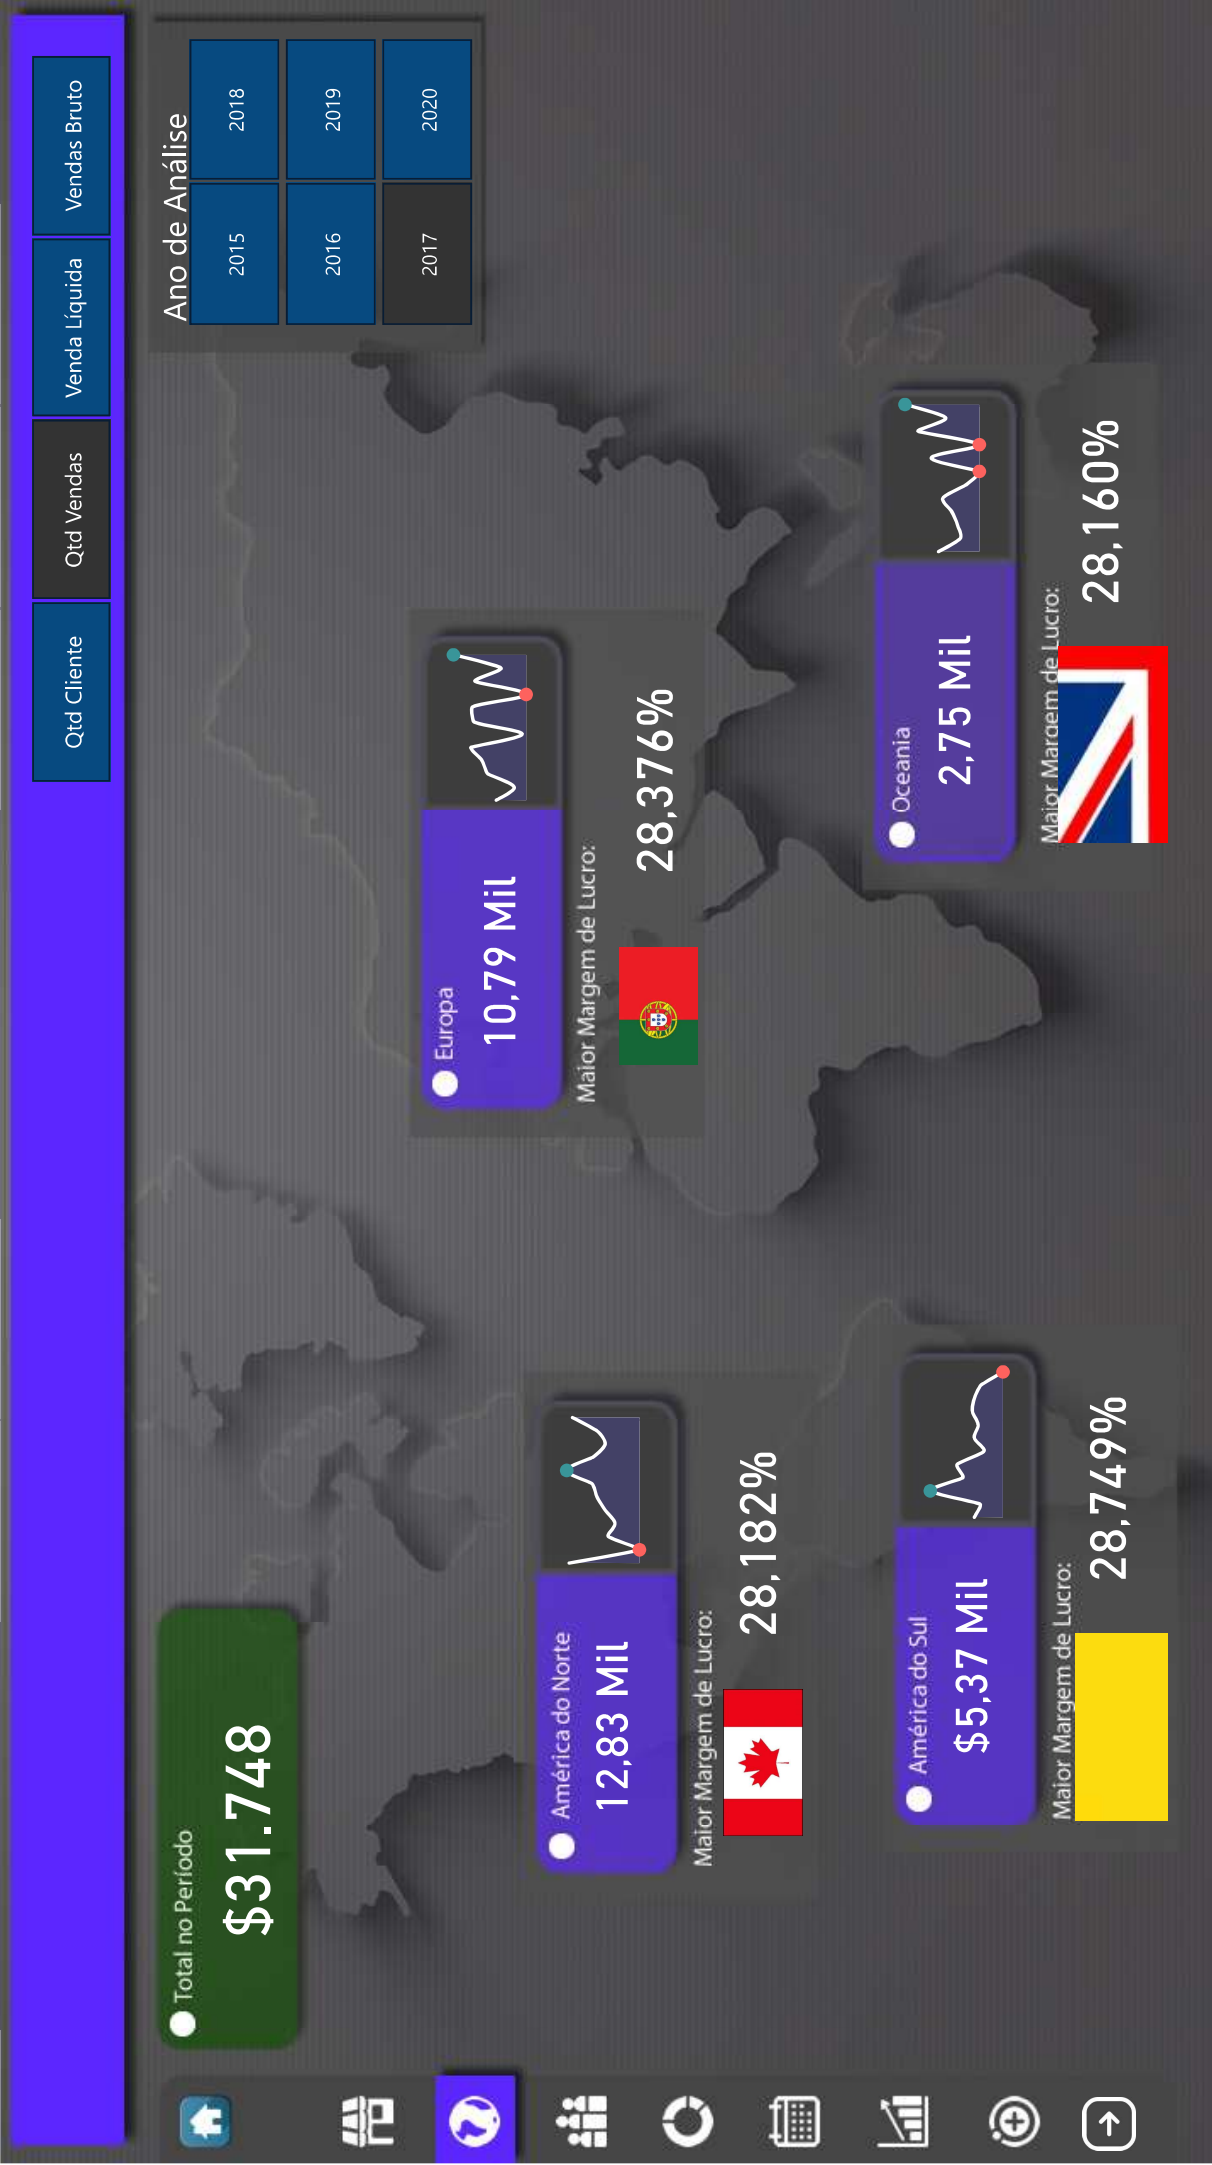 Qtd Cliente
Qtd Vendas
Venda Líquida
Vendas Bruto
Total no Período
$31.748
Ano de Análise
2015
2018
2016
2019
2017
2020
Europa
10,79 Mil
Maior Margem de Lucro:
28,376%
América do Norte
12,83 Mil
Maior Margem de Lucro:
28,182%
Oceania
2,75 Mil
Maior Margem de Lucro:
28,160%
América do Sul
$5,37 Mil
Maior Margem de Lucro:
28,749%